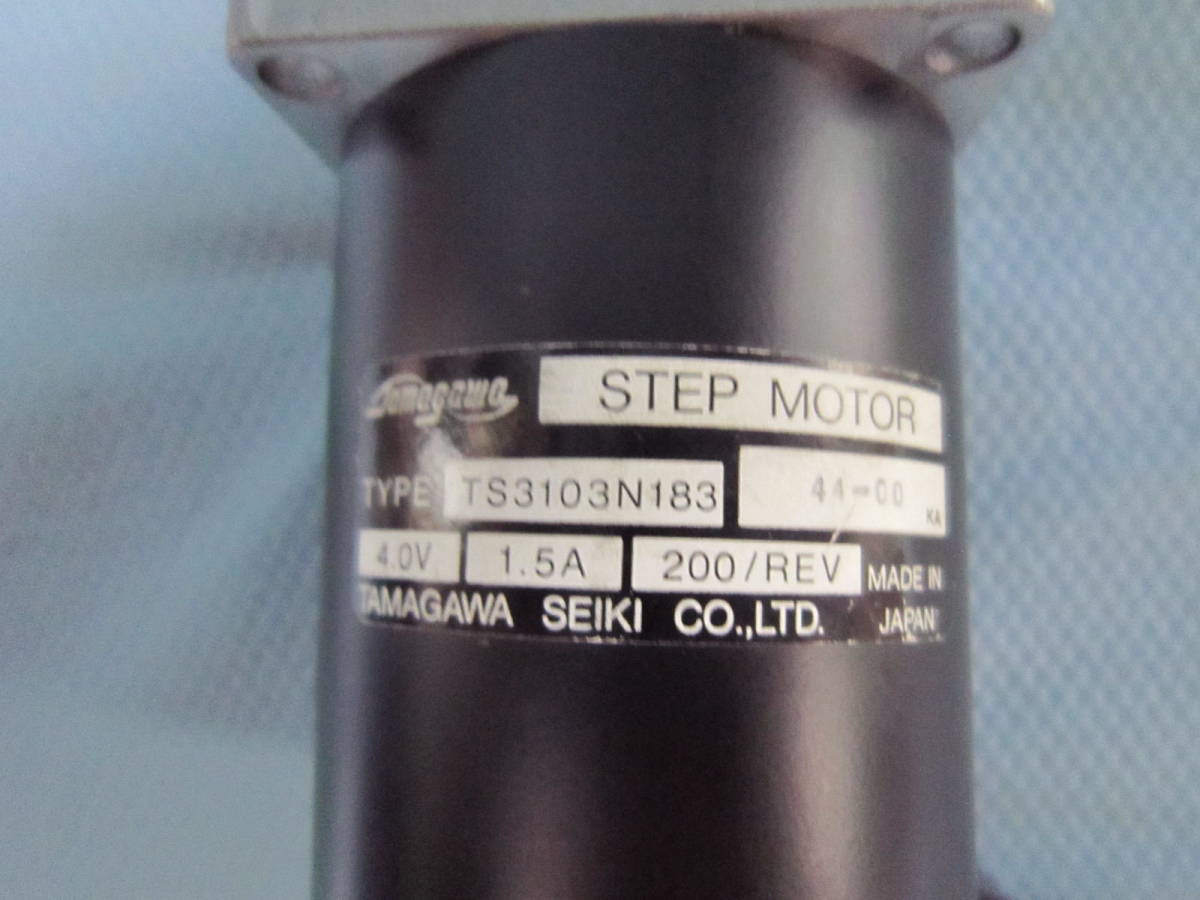 Tamagawa STEP MOTOR
TYPE TS3103N183 44-00 KA
4.0V 1.5A 200/REV MADE IN
TAMAGAWA SEIKI CO.,LTD. JAPAN